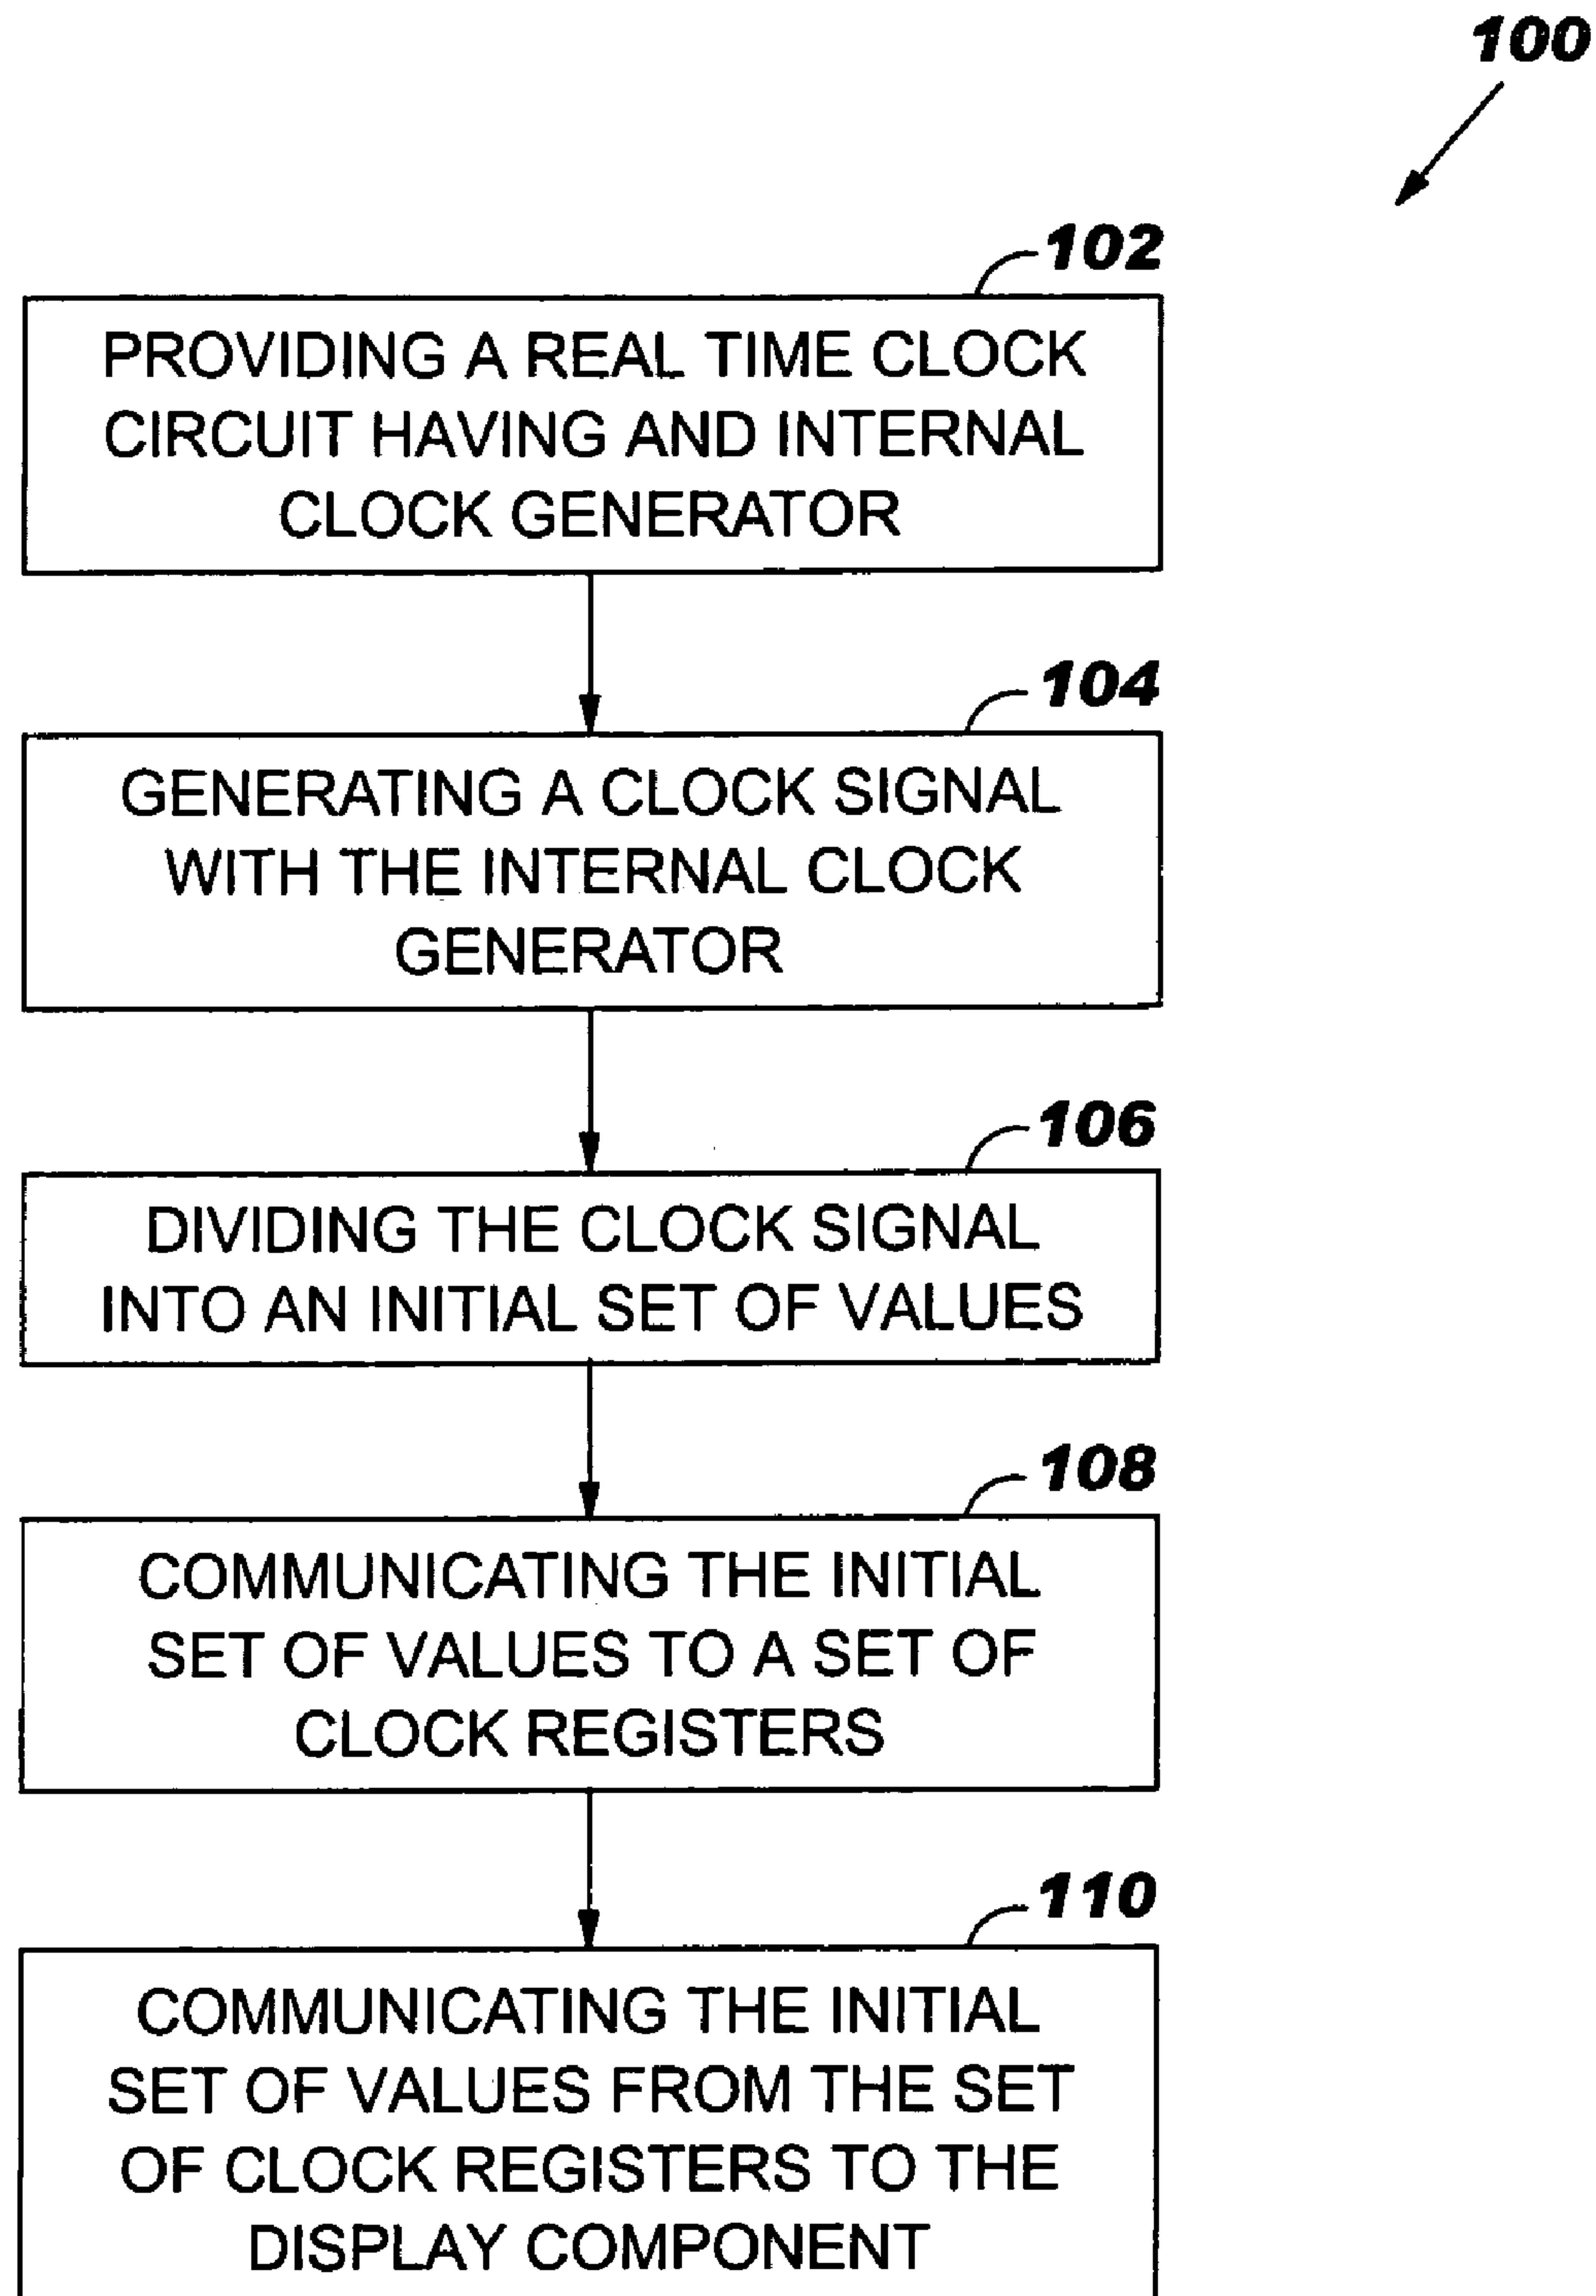 100
102
PROVIDING A REAL TIME CLOCK
CIRCUIT HAVING AND INTERNAL
CLOCK GENERATOR
104
GENERATING A CLOCK SIGNAL
WITH THE INTERNAL CLOCK
GENERATOR
106
DIVIDING THE CLOCK SIGNAL
INTO AN INITIAL SET OF VALUES
108
COMMUNICATING THE INITIAL
SET OF VALUES TO A SET OF
CLOCK REGISTERS
110
COMMUNICATING THE INITIAL
SET OF VALUES FROM THE SET
OF CLOCK REGISTERS TO THE
DISPLAY COMPONENT